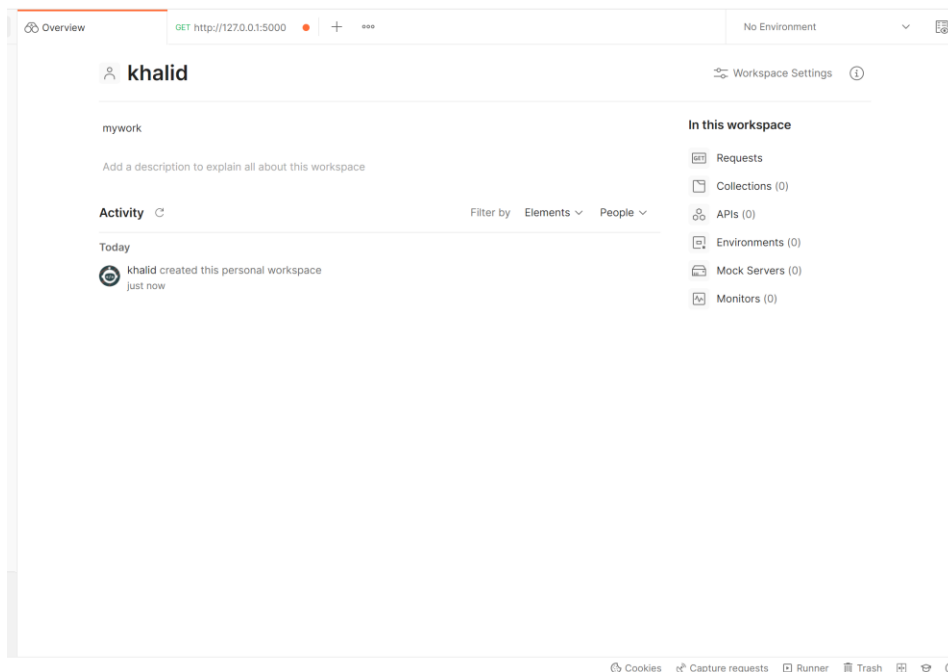 Overview
GET http://127.0.0.1:5000
No Environment
khalid
Workspace Settings
mywork
Add a description to explain all about this workspace
Activity
Filter by Elements People
Today
khalid created this personal workspace
just now
In this workspace
GET Requests
Collections (0)
APIs (0)
Environments (0)
Mock Servers (0)
Monitors (0)
Cookies Capture requests Runner Trash